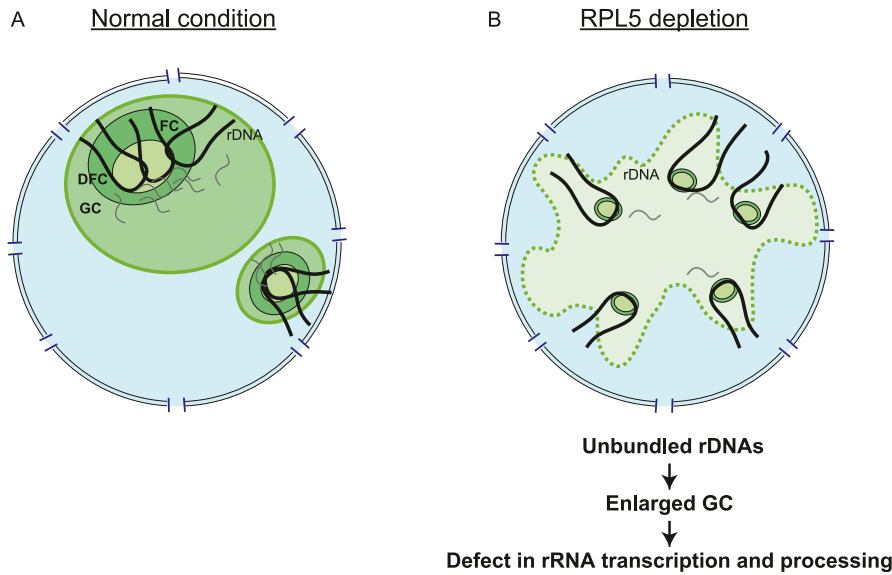 A
Normal condition
FC
rDNA
DFC
GC
B
RPL5 depletion
rDNA
Unbundled rDNAs
Enlarged GC
Defect in rRNA transcription and processing